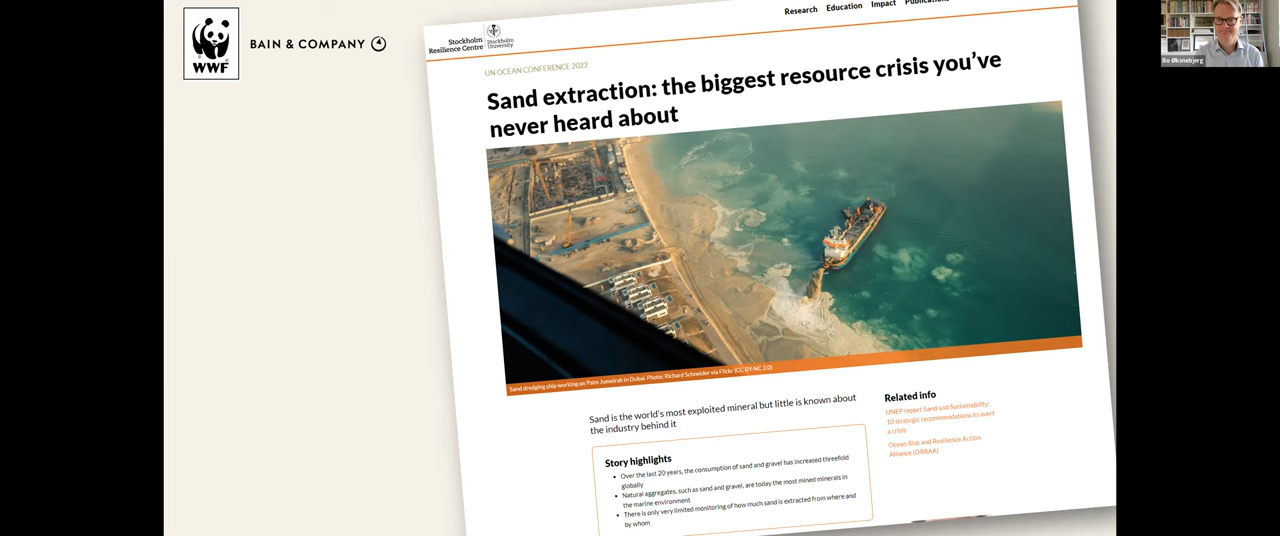 WWF
BAIN & COMPANY
Research Education Impact Publications
Stockholm
Resilience Centre
Stockholm
University
UN OCEAN CONFERENCE 2022
Sand extraction: the biggest resource crisis you've
never heard about
Sand dredging ship working on Palm Jumeirah in Dubai. Photo: Richard Schneider via Flickr (CC BY-NC 2.0)
Sand is the world's most exploited mineral but little is known about
the industry behind it
Story highlights
• Over the last 20 years, the consumption of sand and gravel has increased threefold
globally
• Natural aggregates, such as sand and gravel, are today the most mined minerals in
the marine environment
• There is only very limited monitoring of how much sand is extracted from where and
by whom
Related info
UNEP report Sand and Sustainability:
10 strategic recommendations to avert
a crisis
Ocean Risk and Resilience Action
Alliance (ORRAA)
Bo Øksnebjerg